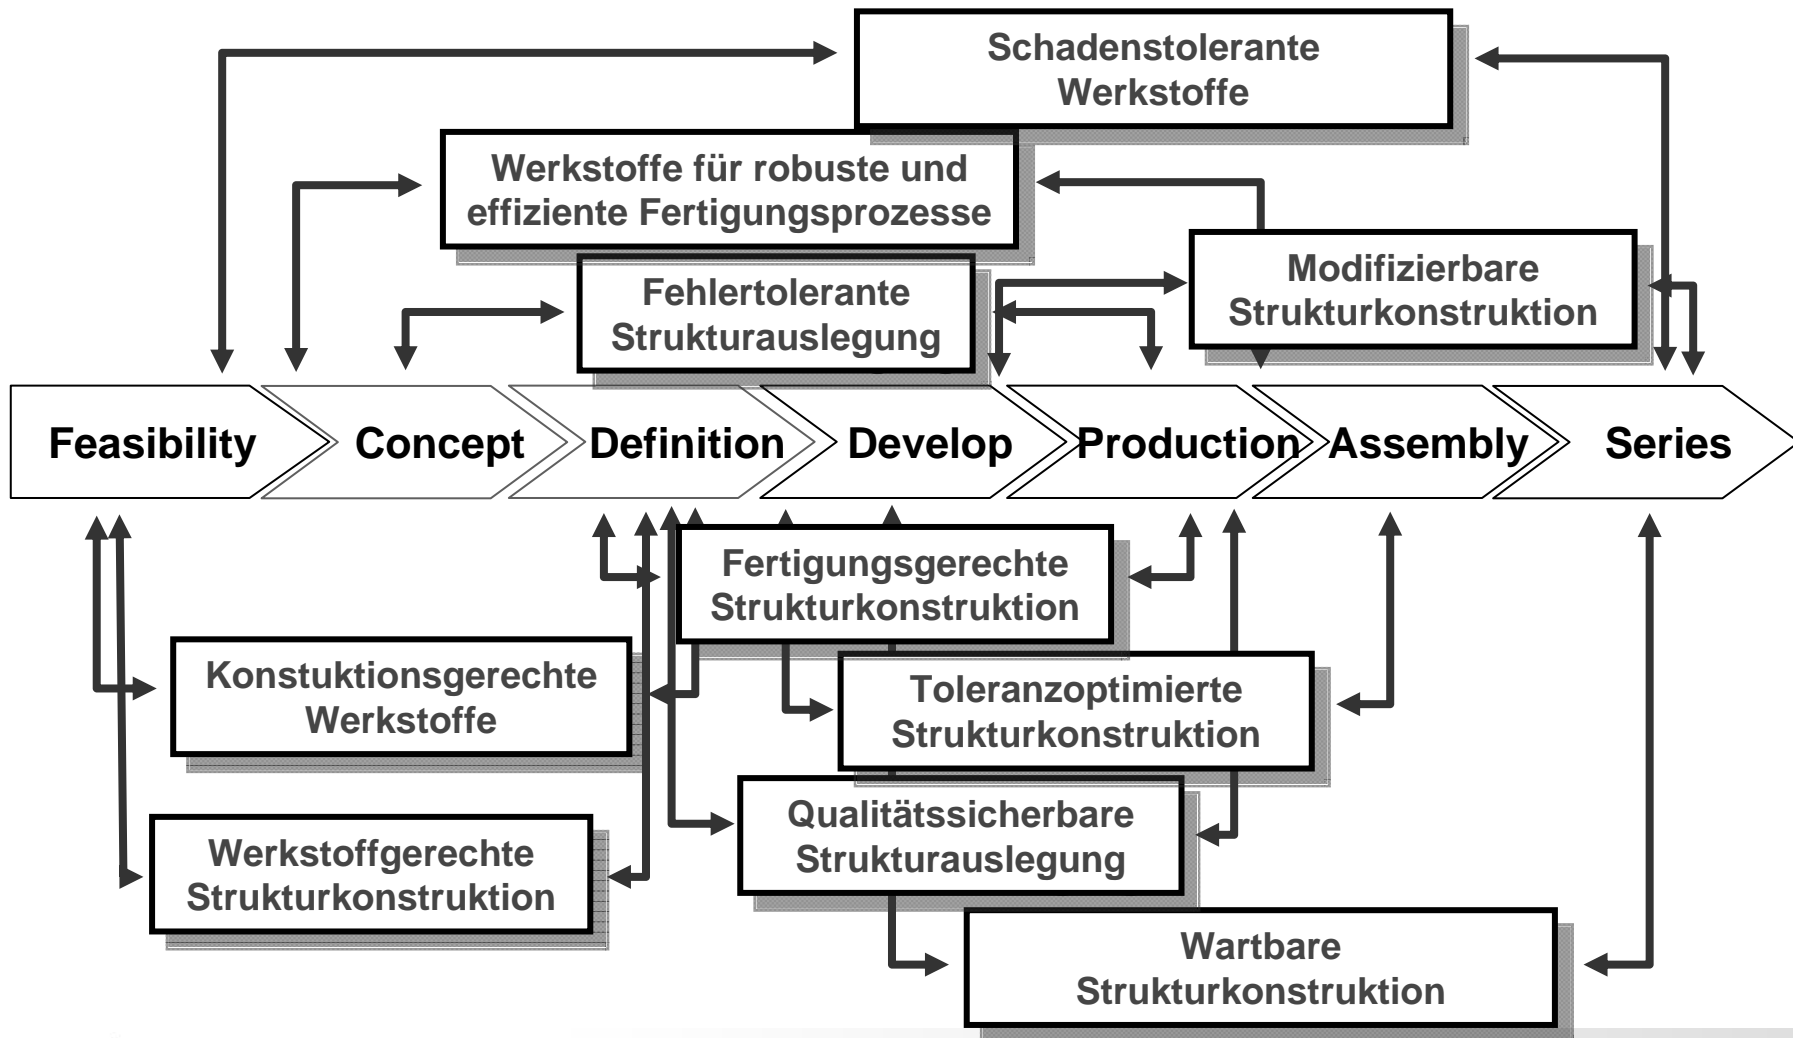 Schadenstolerante
Werkstoffe
Werkstoffe für robuste und
effiziente Fertigungsprozesse
Modifizierbare
Strukturkonstruktion
Fehlertolerante
Strukturauslegung
Feasibility
Concept
Definition
Develop
Production
Assembly
Series
Fertigungsgerechte
Strukturkonstruktion
Konstuktionsgerechte
Werkstoffe
Toleranzoptimierte
Strukturkonstruktion
Qualitätssicherbare
Strukturauslegung
Werkstoffgerechte
Strukturkonstruktion
Wartbare
Strukturkonstruktion